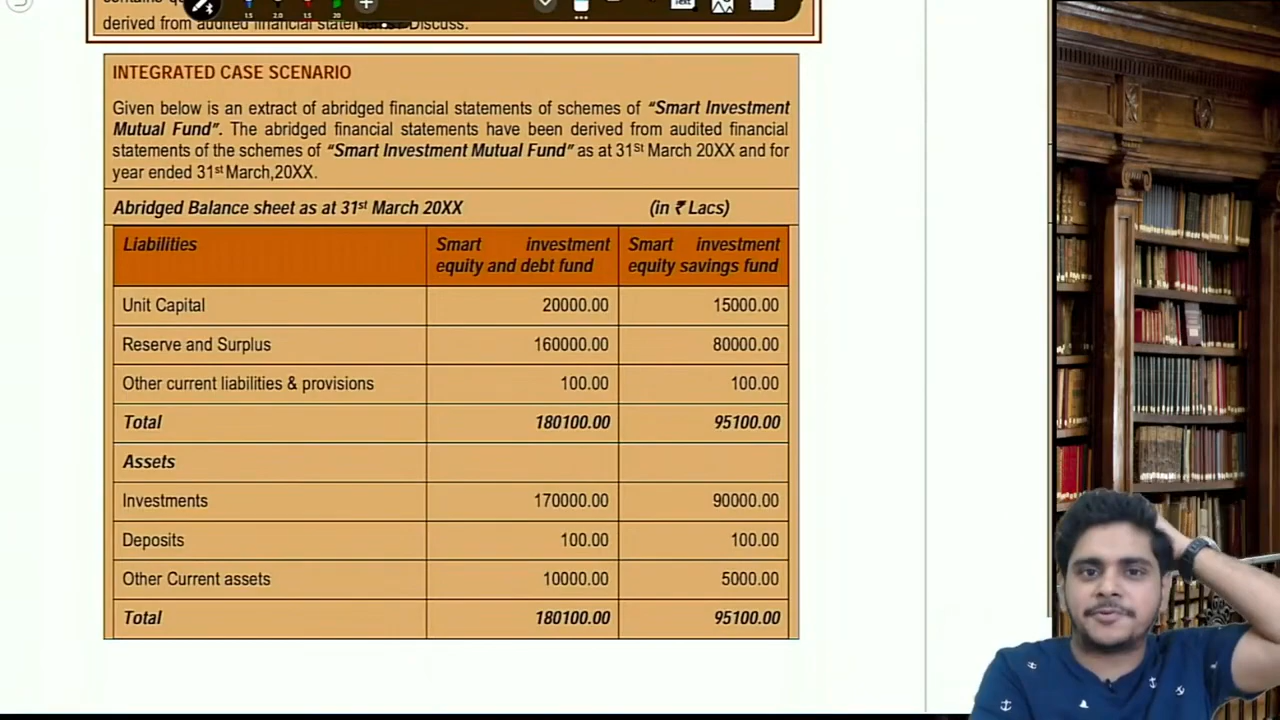 derived from audited financial statements? Discuss.
INTEGRATED CASE SCENARIO
Given below is an extract of abridged financial statements of schemes of “Smart Investment
Mutual Fund”. The abridged financial statements have been derived from audited financial
statements of the schemes of “Smart Investment Mutual Fund” as at 31St March 20XX and for
year ended 31st March,20XX.
Abridged Balance sheet as at 31st March 20XX (in ₹ Lacs)
Liabilities Smart investment equity and debt fund Smart investment equity savings fund
Unit Capital 20000.00 15000.00
Reserve and Surplus 160000.00 80000.00
Other current liabilities & provisions 100.00 100.00
Total 180100.00 95100.00
Assets
Investments 170000.00 90000.00
Deposits 100.00 100.00
Other Current assets 10000.00 5000.00
Total 180100.00 95100.00